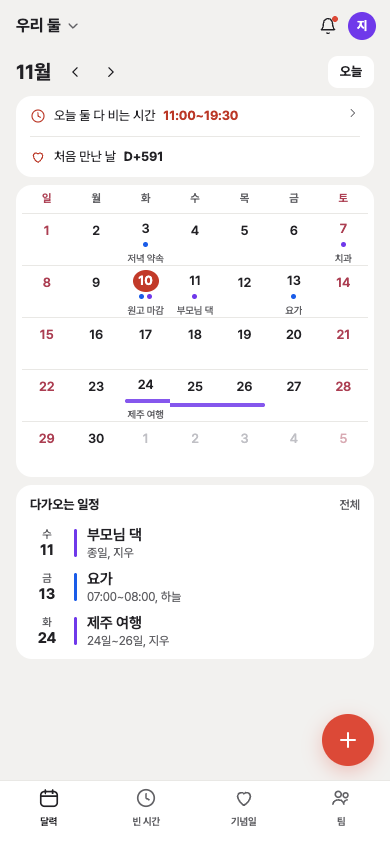 우리 둘
지
11월
오늘
오늘 둘 다 비는 시간 11:00~19:30
처음 만난 날 D+591
일 월 화 수 목 금 토
1 2 3 4 5 6 7
저녁 약속 치과
8 9 10 11 12 13 14
원고 마감 부모님 댁 요가
15 16 17 18 19 20 21
22 23 24 25 26 27 28
제주 여행
29 30 1 2 3 4 5
다가오는 일정 전체
수
11
부모님 댁
종일, 지우
금
13
요가
07:00~08:00, 하늘
화
24
제주 여행
24일~26일, 지우
달력 빈 시간 기념일 팀